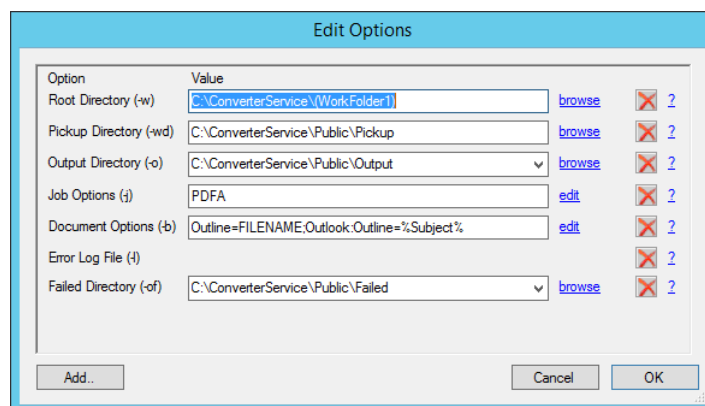 Edit Options
Option Value
Root Directory (-w) C:\ConverterService\(WorkFolder1) browse ?
Pickup Directory (-wd) C:\ConverterService\Public\Pickup browse ?
Output Directory (-o) C:\ConverterService\Public\Output browse ?
Job Options (-j) PDFA edit ?
Document Options (-b) Outline=FILENAME;Outlook:Outline=%Subject% edit ?
Error Log File (-l) ?
Failed Directory (-of) C:\ConverterService\Public\Failed browse ?
Add.. Cancel OK